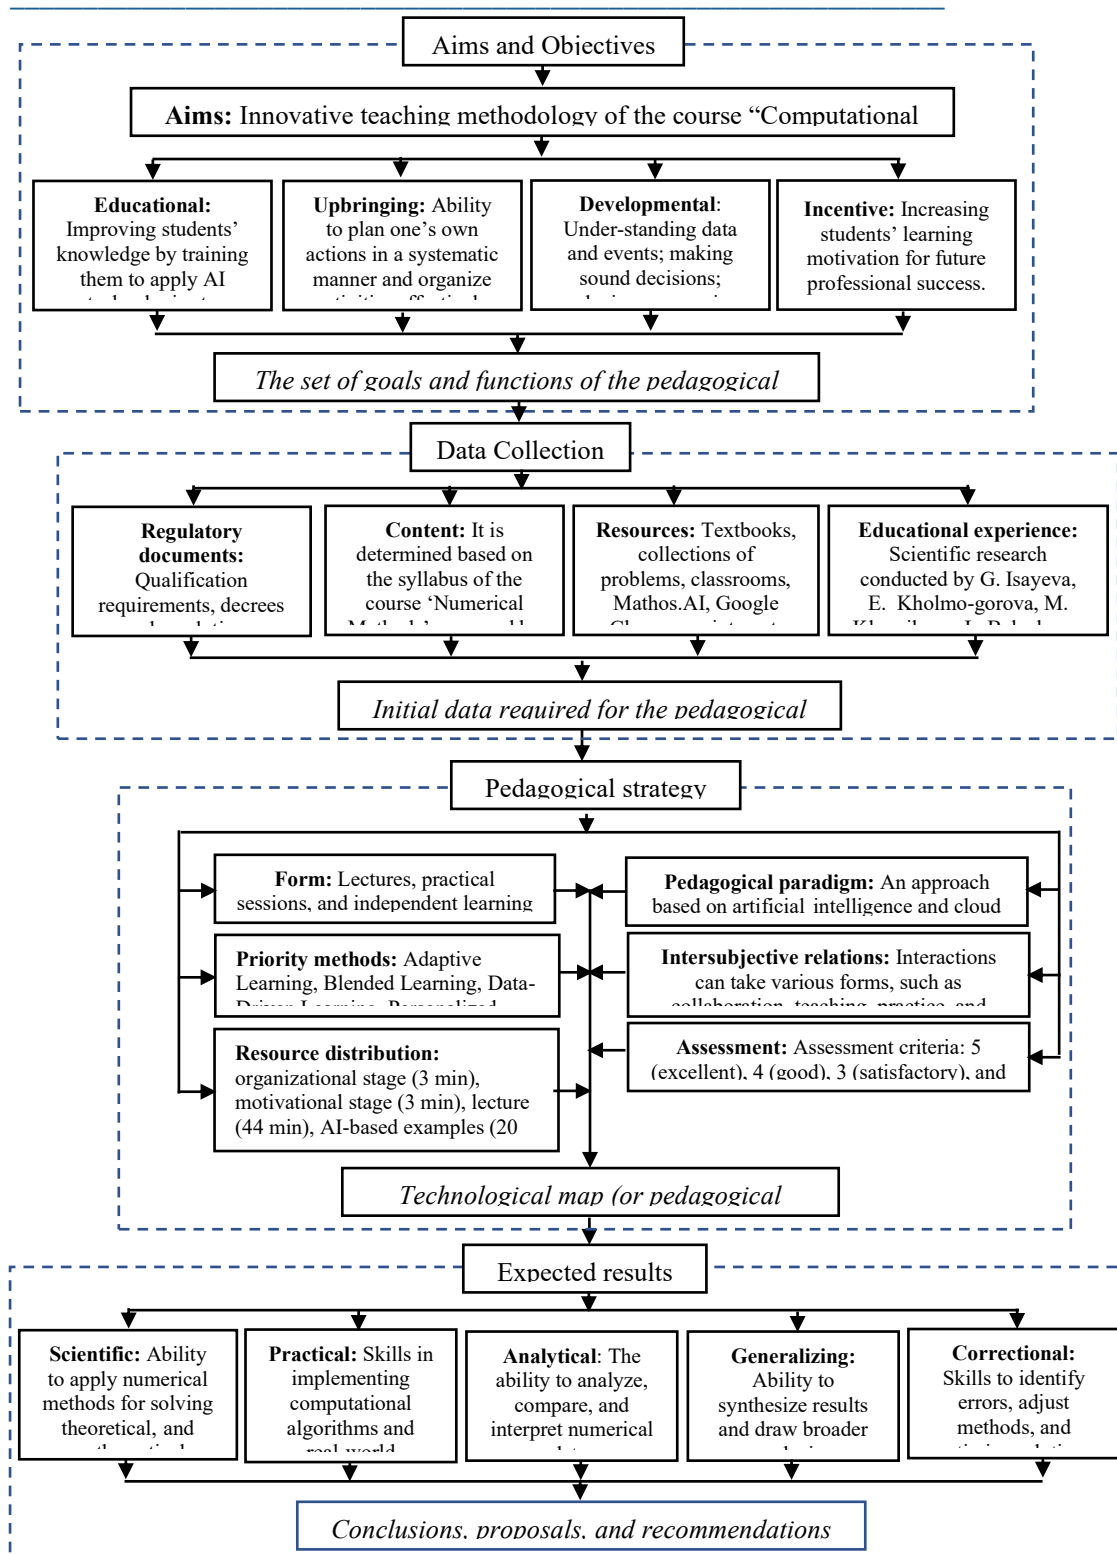 Aims and Objectives
Aims: Innovative teaching methodology of the course “Computational
Educational:
Improving students’
knowledge by training
them to apply AI
Upbringing: Ability
to plan one’s own
actions in a systematic
manner and organize
Developmental:
Under-standing data
and events; making
sound decisions;
Incentive: Increasing
students’ learning
motivation for future
professional success.
The set of goals and functions of the pedagogical
Data Collection
Regulatory
documents:
Qualification
requirements, decrees
Content: It is
determined based on
the syllabus of the
course ‘Numerical
Resources: Textbooks,
collections of
problems, classrooms,
Mathos.AI, Google
Educational experience:
Scientific research
conducted by G. Isayeva,
E. Kholmo-gorova, M.
Initial data required for the pedagogical
Pedagogical strategy
Form: Lectures, practical
sessions, and independent learning
Pedagogical paradigm: An approach
based on artificial intelligence and cloud
Priority methods: Adaptive
Learning, Blended Learning, Data-
Driven Learning, Personalized
Intersubjective relations: Interactions
can take various forms, such as
collaboration, teaching, practice, and
Resource distribution:
organizational stage (3 min),
motivational stage (3 min), lecture
(44 min), AI-based examples (20
Assessment: Assessment criteria: 5
(excellent), 4 (good), 3 (satisfactory), and
Technological map (or pedagogical
Expected results
Scientific: Ability
to apply numerical
methods for solving
theoretical, and
Practical: Skills in
implementing
computational
algorithms and
real-world
Analytical: The
ability to analyze,
compare, and
interpret numerical
Generalizing:
Ability to
synthesize results
and draw broader
Correctional:
Skills to identify
errors, adjust
methods, and
Conclusions, proposals, and recommendations